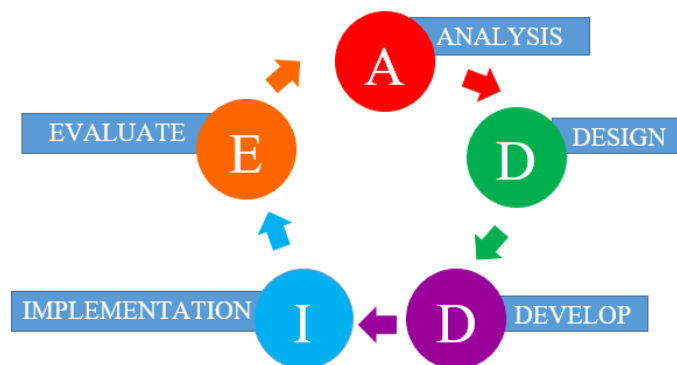 A
ANALYSIS
D
DESIGN
D
DEVELOP
I
IMPLEMENTATION
E
EVALUATE